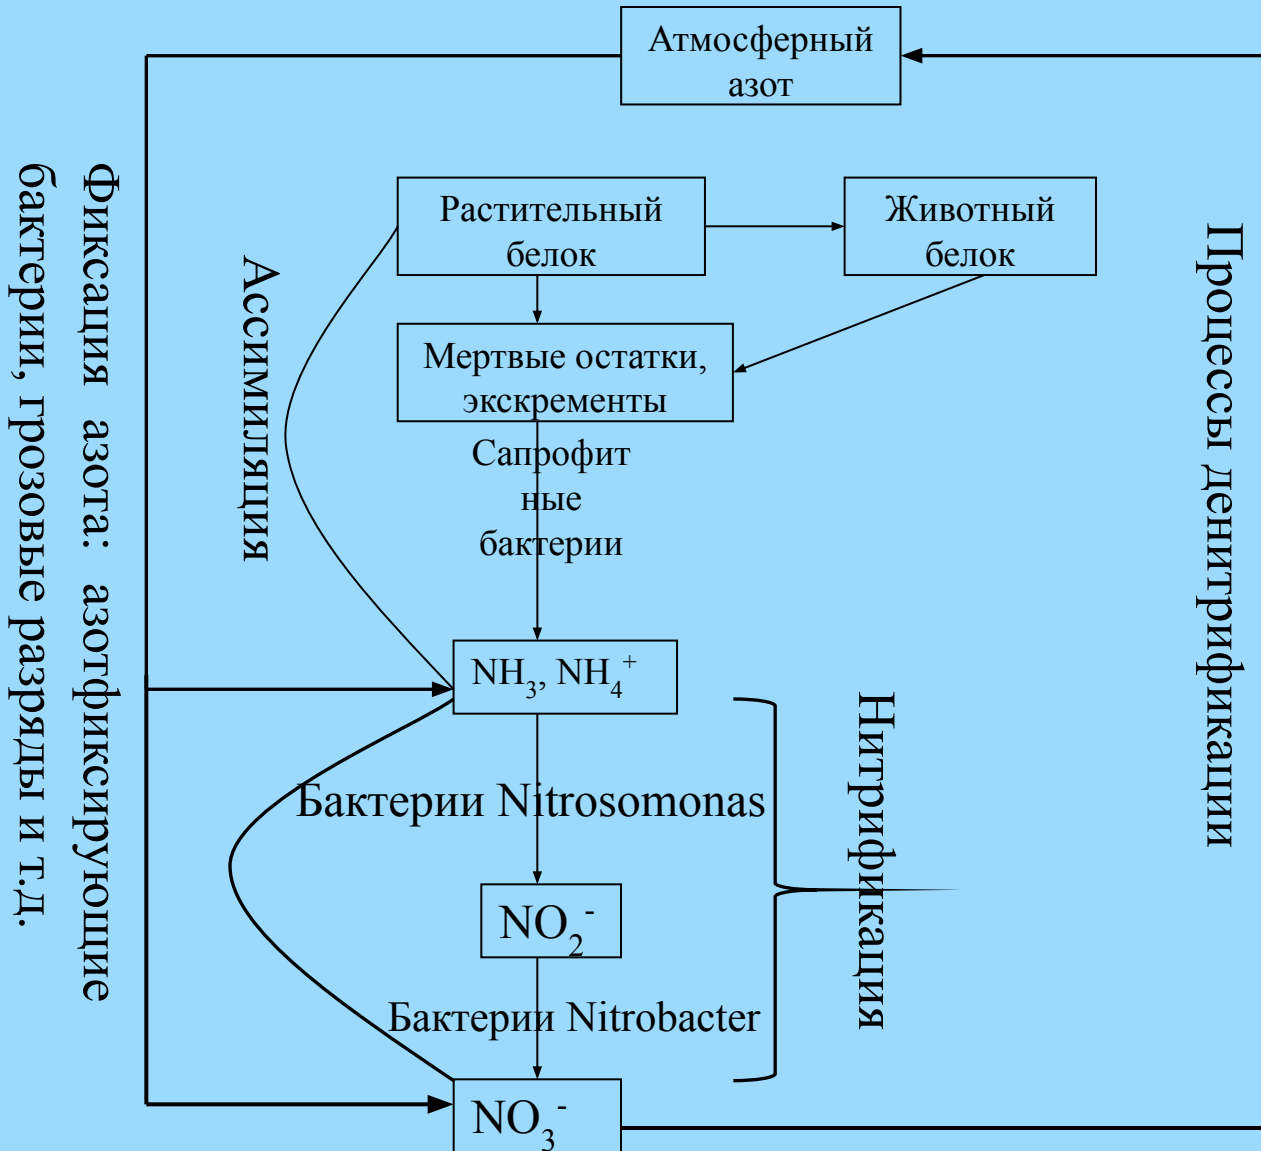 Атмосферный
азот
Растительный
белок
Животный
белок
Мертвые остатки,
экскременты
Сапрофит
ные
бактерии
Ассимиляция
Фиксация азота: азотфиксирующие
бактерии, грозовые разряды и т.д.
Процессы денитрификации
NH₃, NH₄⁺
Бактерии Nitrosomonas
Нитрификация
NO₂⁻
Бактерии Nitrobacter
NO₃⁻